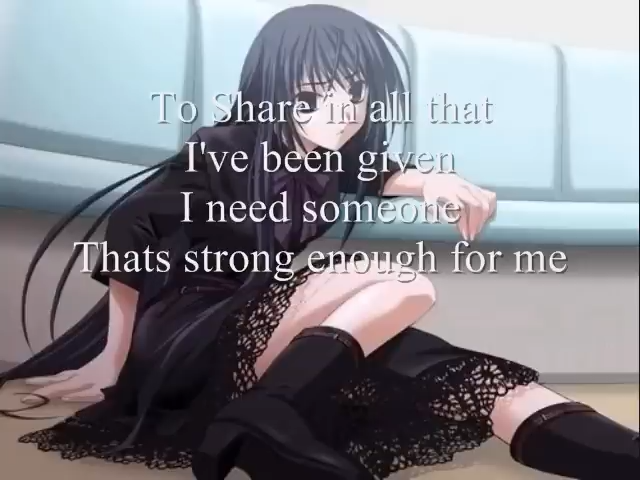 To Share in all that
I've been given
I need someone
Thats strong enough for me